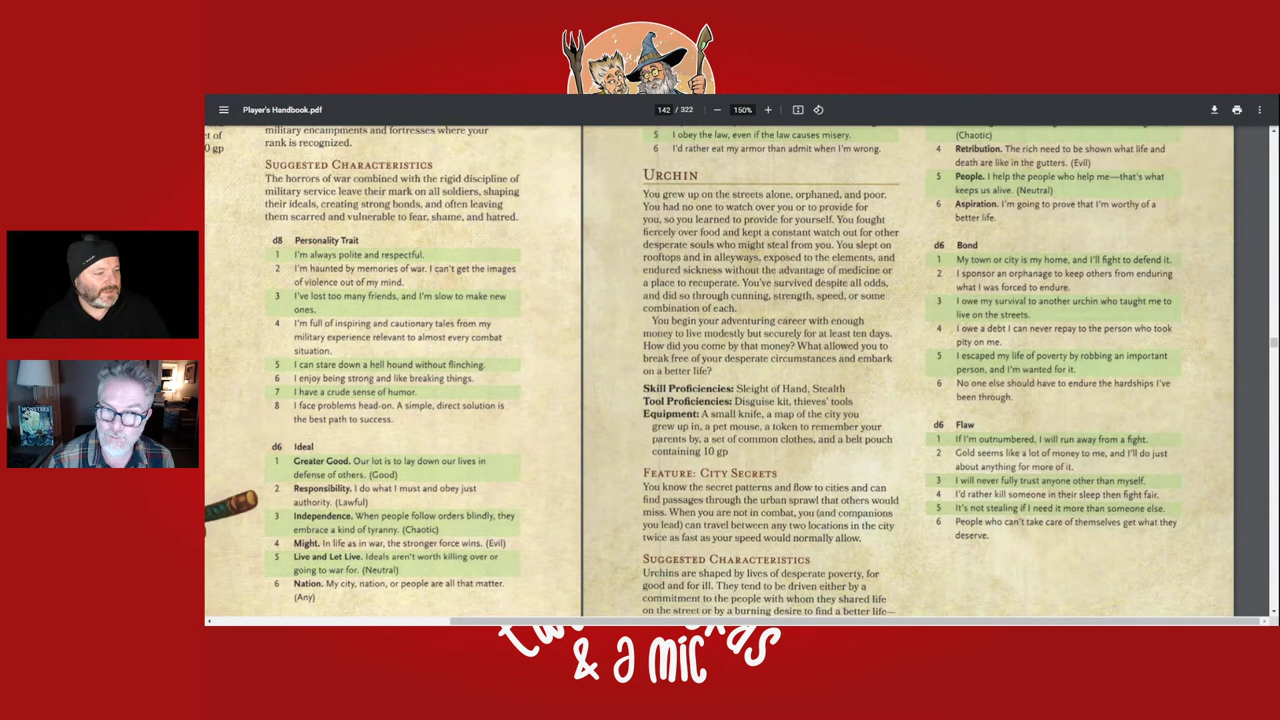 Player's Handbook.pdf
142 / 322
150%
et of
0 gp
military encampments and fortresses where your
rank is recognized.
SUGGESTED CHARACTERISTICS
The horrors of war combined with the rigid discipline of
military service leave their mark on all soldiers, shaping
their ideals, creating strong bonds, and often leaving
them scarred and vulnerable to fear, shame, and hatred.
d8 Personality Trait
1 I'm always polite and respectful.
2 I'm haunted by memories of war. I can't get the images
of violence out of my mind.
3 I've lost too many friends, and I'm slow to make new
ones.
4 I'm full of inspiring and cautionary tales from my
military experience relevant to almost every combat
situation.
5 I can stare down a hell hound without flinching.
6 I enjoy being strong and like breaking things.
7 I have a crude sense of humor.
8 I face problems head-on. A simple, direct solution is
the best path to success.
d6 Ideal
1 Greater Good. Our lot is to lay down our lives in
defense of others. (Good)
2 Responsibility. I do what I must and obey just
authority. (Lawful)
3 Independence. When people follow orders blindly, they
embrace a kind of tyranny. (Chaotic)
4 Might. In life as in war, the stronger force wins. (Evil)
5 Live and Let Live. Ideals aren't worth killing over or
going to war for. (Neutral)
6 Nation. My city, nation, or people are all that matter.
(Any)
5 I obey the law, even if the law causes misery.
6 I'd rather eat my armor than admit when I'm wrong.
URCHIN
You grew up on the streets alone, orphaned, and poor.
You had no one to watch over you or to provide for
you, so you learned to provide for yourself. You fought
fiercely over food and kept a constant watch out for other
desperate souls who might steal from you. You slept on
rooftops and in alleyways, exposed to the elements, and
endured sickness without the advantage of medicine or
a place to recuperate. You've survived despite all odds,
and did so through cunning, strength, speed, or some
combination of each.
You begin your adventuring career with enough
money to live modestly but securely for at least ten days.
How did you come by that money? What allowed you to
break free of your desperate circumstances and embark
on a better life?
Skill Proficiencies: Sleight of Hand, Stealth
Tool Proficiencies: Disguise kit, thieves' tools
Equipment: A small knife, a map of the city you
grew up in, a pet mouse, a token to remember your
parents by, a set of common clothes, and a belt pouch
containing 10 gp
FEATURE: CITY SECRETS
You know the secret patterns and flow to cities and can
find passages through the urban sprawl that others would
miss. When you are not in combat, you (and companions
you lead) can travel between any two locations in the city
twice as fast as your speed would normally allow.
SUGGESTED CHARACTERISTICS
Urchins are shaped by lives of desperate poverty, for
good and for ill. They tend to be driven either by a
commitment to the people with whom they shared life
on the street or by a burning desire to find a better life—
(Chaotic)
4 Retribution. The rich need to be shown what life and
death are like in the gutters. (Evil)
5 People. I help the people who help me—that's what
keeps us alive. (Neutral)
6 Aspiration. I'm going to prove that I'm worthy of a
better life.
d6 Bond
1 My town or city is my home, and I'll fight to defend it.
2 I sponsor an orphanage to keep others from enduring
what I was forced to endure.
3 I owe my survival to another urchin who taught me to
live on the streets.
4 I owe a debt I can never repay to the person who took
pity on me.
5 I escaped my life of poverty by robbing an important
person, and I'm wanted for it.
6 No one else should have to endure the hardships I've
been through.
d6 Flaw
1 If I'm outnumbered, I will run away from a fight.
2 Gold seems like a lot of money to me, and I'll do just
about anything for more of it.
3 I will never fully trust anyone other than myself.
4 I'd rather kill someone in their sleep then fight fair.
5 It's not stealing if I need it more than someone else.
6 People who can't take care of themselves get what they
deserve.
MONSTERS
& a mic